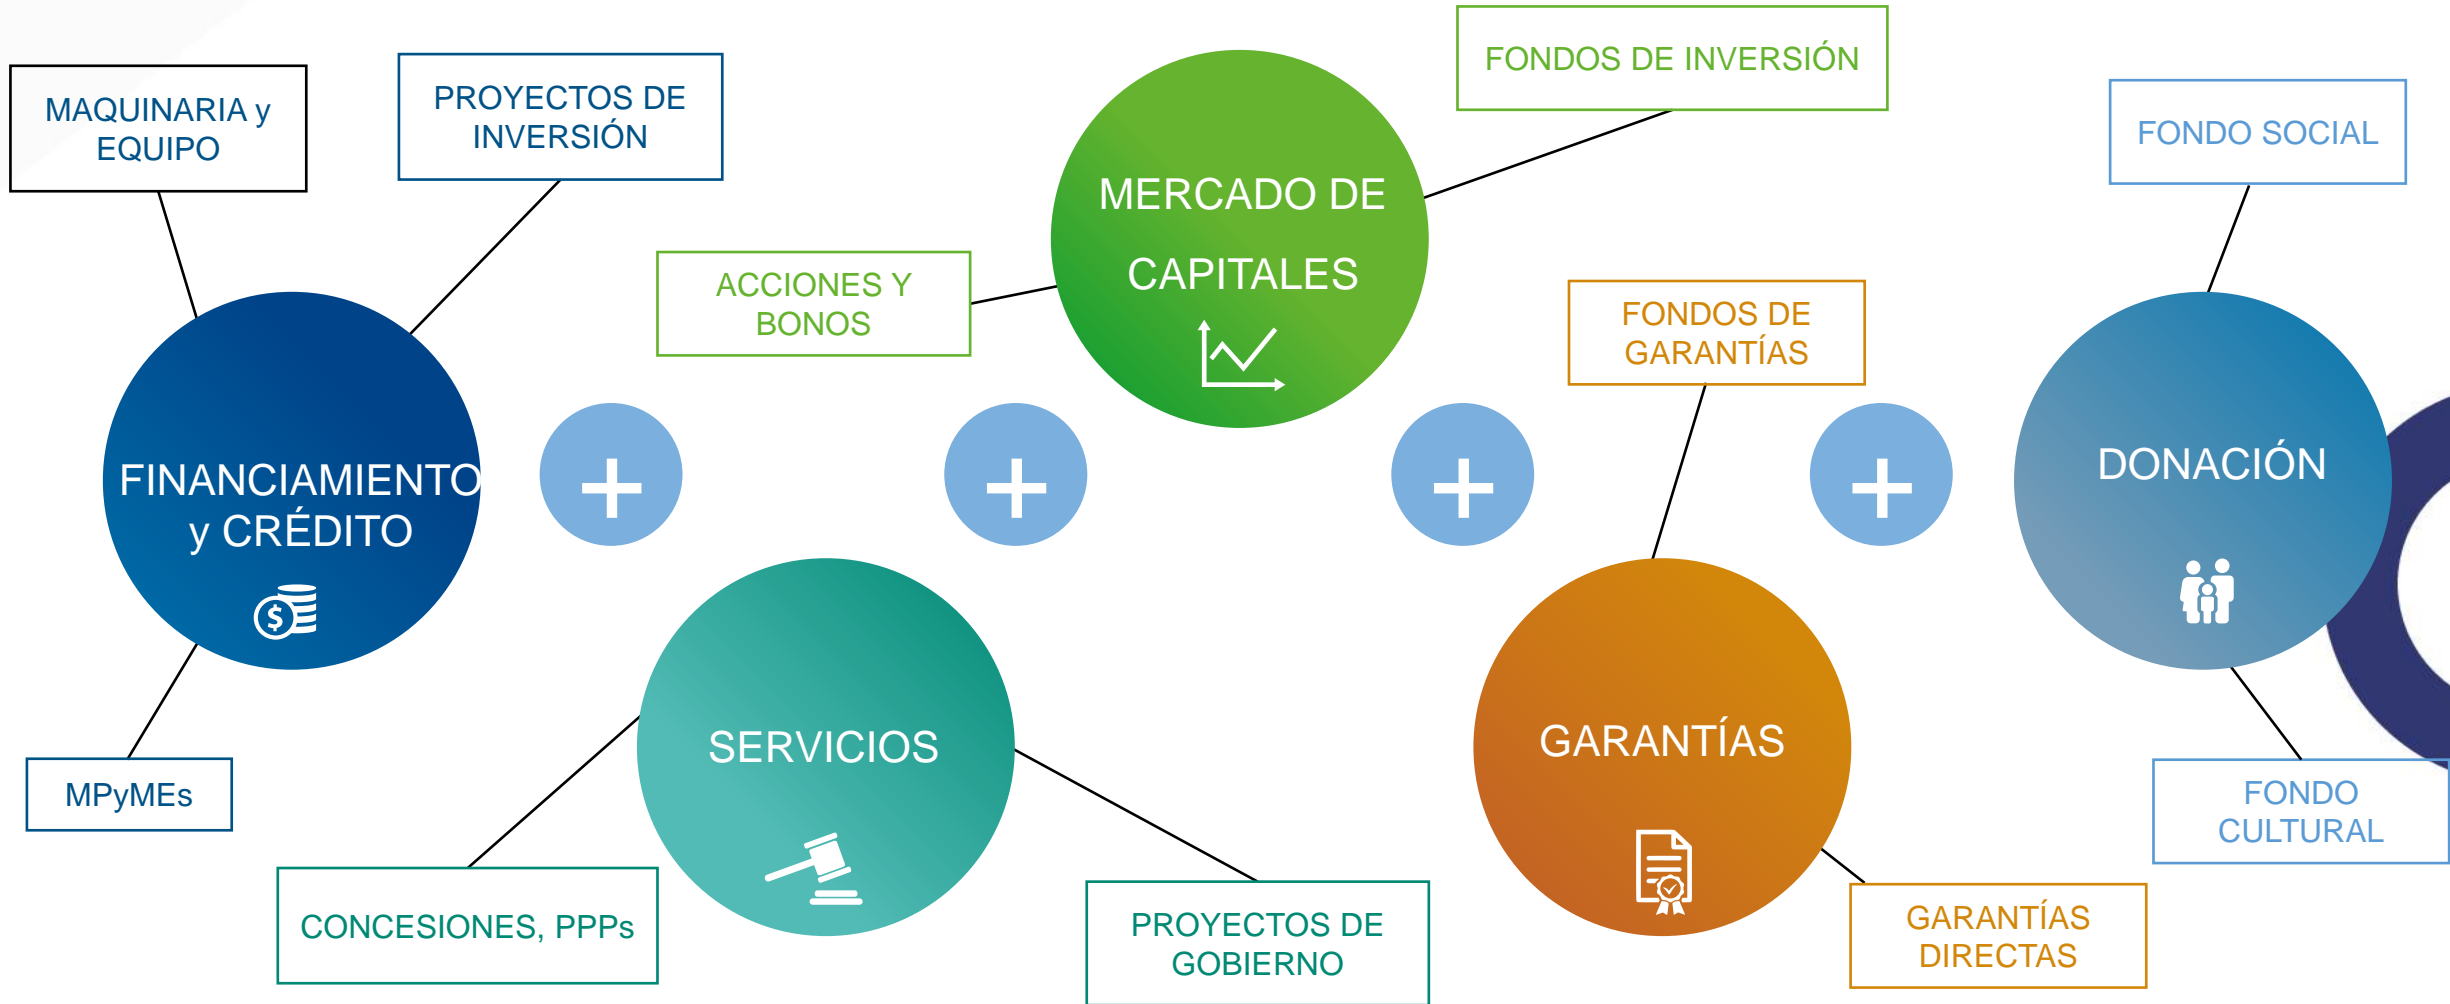 MAQUINARIA y
EQUIPO
PROYECTOS DE
INVERSIÓN
FINANCIAMIENTO
y CRÉDITO
$
MPyMEs
+
CONCESIONES, PPPs
SERVICIOS
PROYECTOS DE
GOBIERNO
+
ACCIONES Y
BONOS
MERCADO DE
CAPITALES
FONDOS DE INVERSIÓN
+
FONDOS DE
GARANTÍAS
GARANTÍAS
GARANTÍAS
DIRECTAS
+
FONDO SOCIAL
DONACIÓN
FONDO
CULTURAL